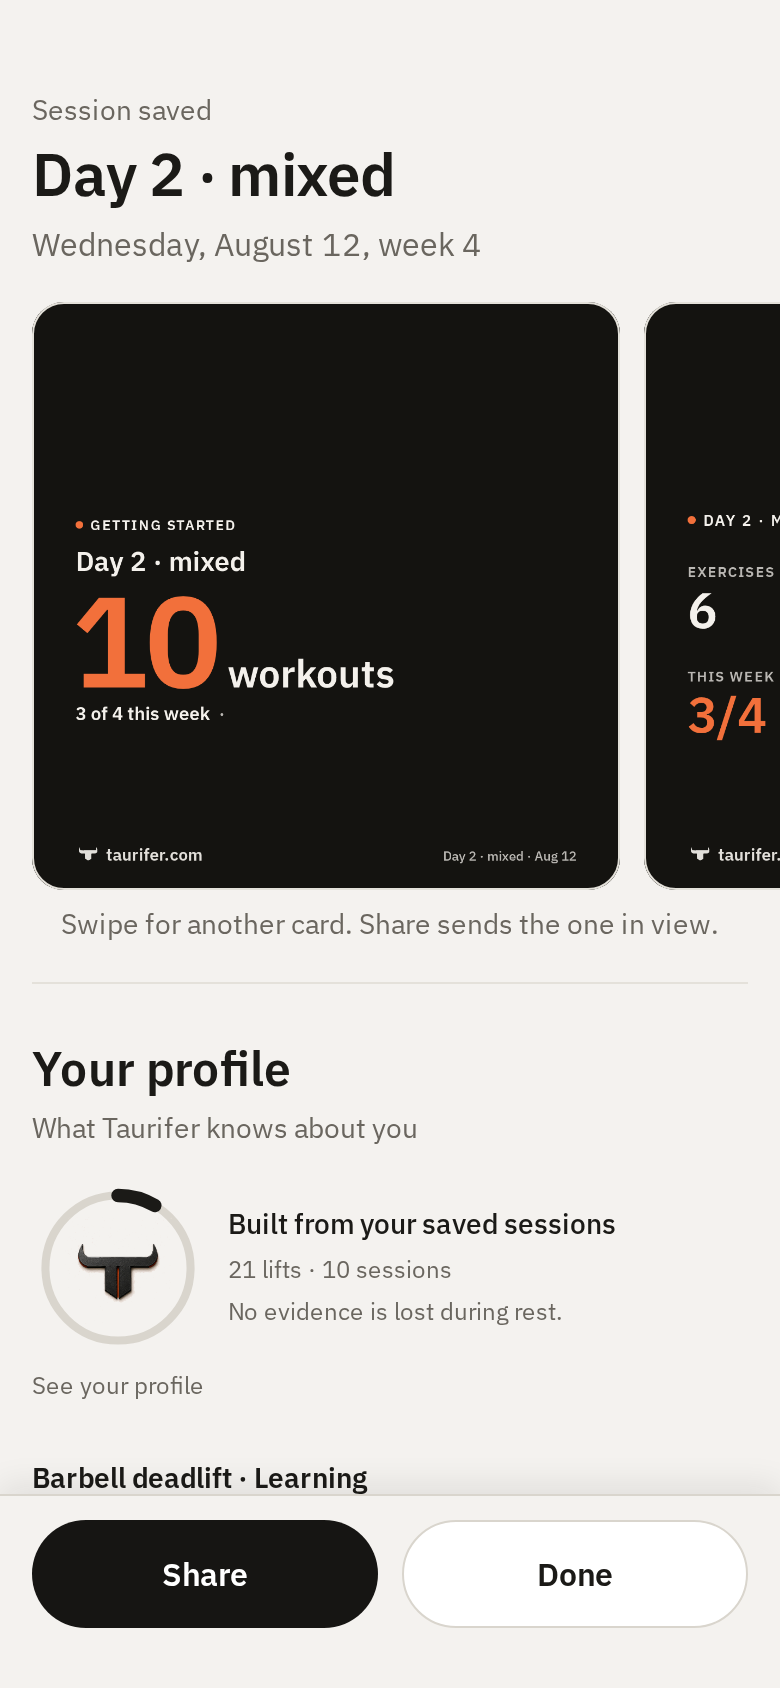 Session saved
Day 2 · mixed
Wednesday, August 12, week 4
GETTING STARTED
Day 2 · mixed
10 workouts
3 of 4 this week ·
taurifer.com
Day 2 · mixed · Aug 12
DAY 2 ·
EXERCISES
6
THIS WEEK
3/4
taurifer.
Swipe for another card. Share sends the one in view.
Your profile
What Taurifer knows about you
Built from your saved sessions
21 lifts · 10 sessions
No evidence is lost during rest.
See your profile
Barbell deadlift · Learning
Share
Done